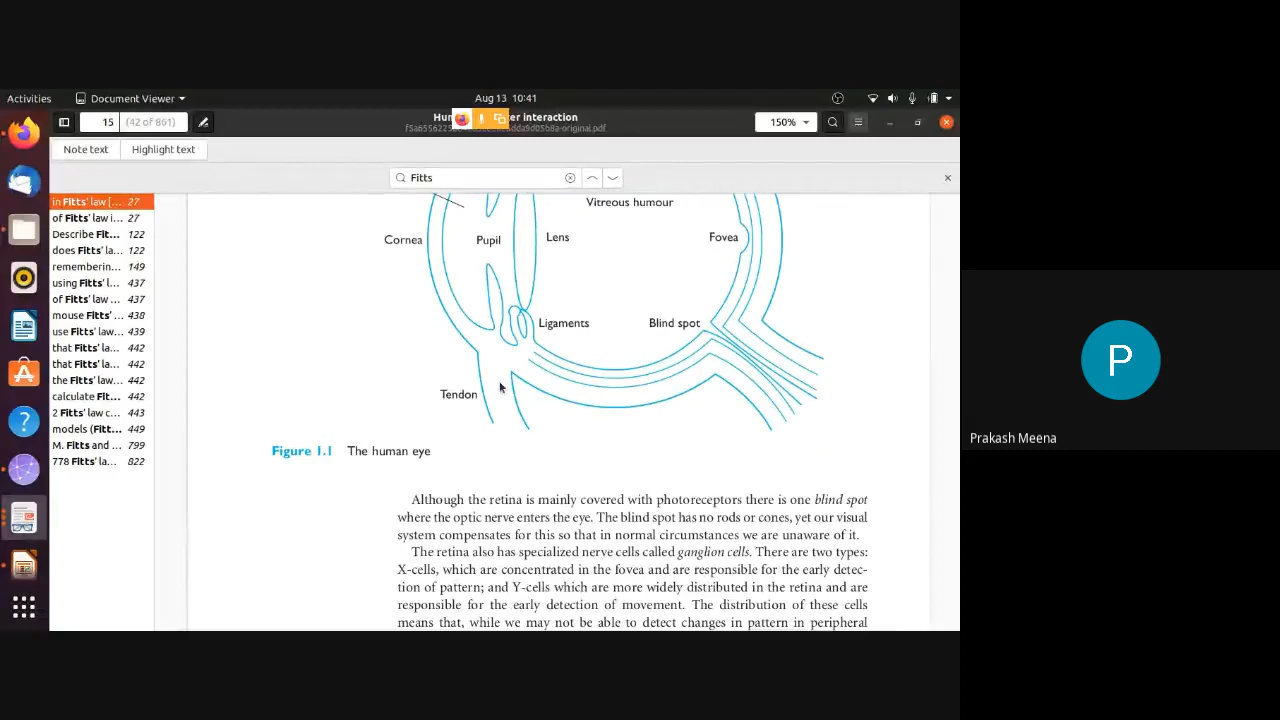 Activities
Document Viewer
Aug 13 10:41
15
(42 of 861)
interaction
original.pdf
150%
Note text
Highlight text
Fitts
in Fitts' law [... 27
of Fitts' law i... 27
Describe Fit... 122
does Fitts' la... 122
rememberin... 149
using Fitts' l... 437
of Fitts' law ... 437
mouse Fitts' ... 438
use Fitts' law... 439
that Fitts' la... 442
that Fitts' la... 442
the Fitts' law... 442
calculate Fit... 442
2 Fitts' law c... 443
models (Fitt... 449
M. Fitts and ... 799
778 Fitts' la... 822
Vitreous humour
Cornea
Pupil
Lens
Fovea
Ligaments
Blind spot
Tendon
Figure 1.1 The human eye
Although the retina is mainly covered with photoreceptors there is one blind spot
where the optic nerve enters the eye. The blind spot has no rods or cones, yet our visual
system compensates for this so that in normal circumstances we are unaware of it.
The retina also has specialized nerve cells called ganglion cells. There are two types:
X-cells, which are concentrated in the fovea and are responsible for the early detec-
tion of pattern; and Y-cells which are more widely distributed in the retina and are
responsible for the early detection of movement. The distribution of these cells
means that, while we may not be able to detect changes in pattern in peripheral
P
Prakash Meena